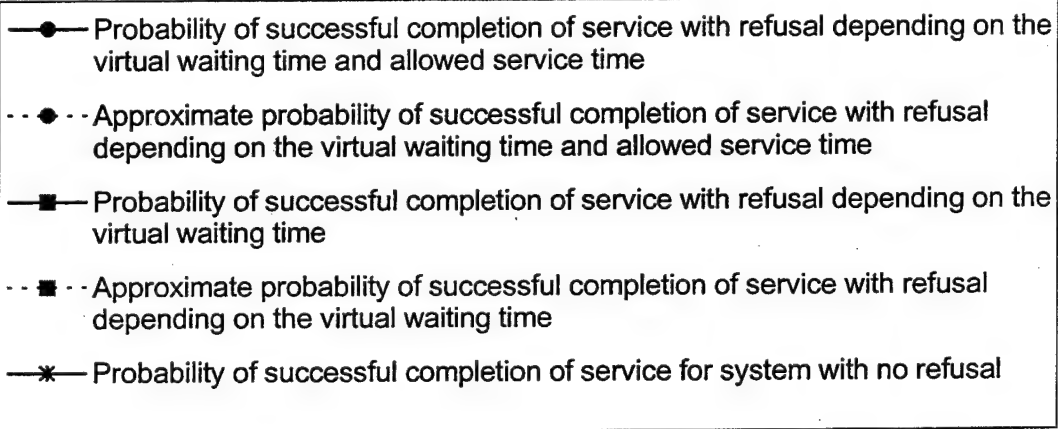 Probability of successful completion of service with refusal depending on the
virtual waiting time and allowed service time
Approximate probability of successful completion of service with refusal
depending on the virtual waiting time and allowed service time
Probability of successful completion of service with refusal depending on the
virtual waiting time
Approximate probability of successful completion of service with refusal
depending on the virtual waiting time
Probability of successful completion of service for system with no refusal